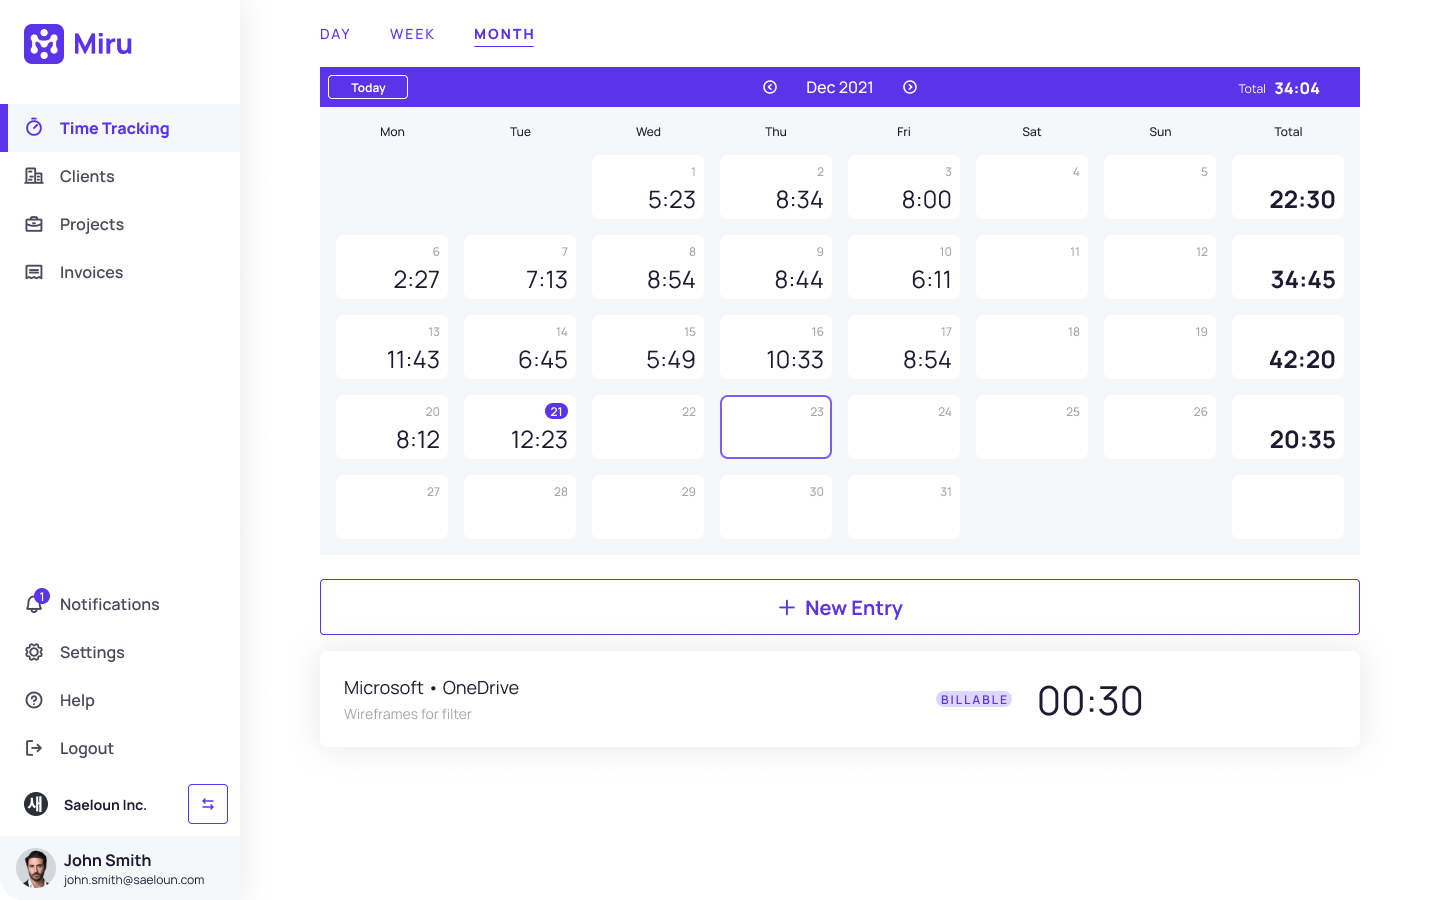 Miru
Time Tracking
Clients
Projects
Invoices
1
Notifications
Settings
Help
Logout
새 Saeloun Inc.
John Smith
john.smith@saeloun.com
DAY WEEK MONTH
Today Dec 2021 Total 34:04
Mon Tue Wed Thu Fri Sat Sun Total
1 2 3 4 5
5:23 8:34 8:00 22:30
6 7 8 9 10 11 12
2:27 7:13 8:54 8:44 6:11 34:45
13 14 15 16 17 18 19
11:43 6:45 5:49 10:33 8:54 42:20
20 21 22 23 24 25 26
8:12 12:23 20:35
27 28 29 30 31
+ New Entry
Microsoft • OneDrive
Wireframes for filter
BILLABLE 00:30